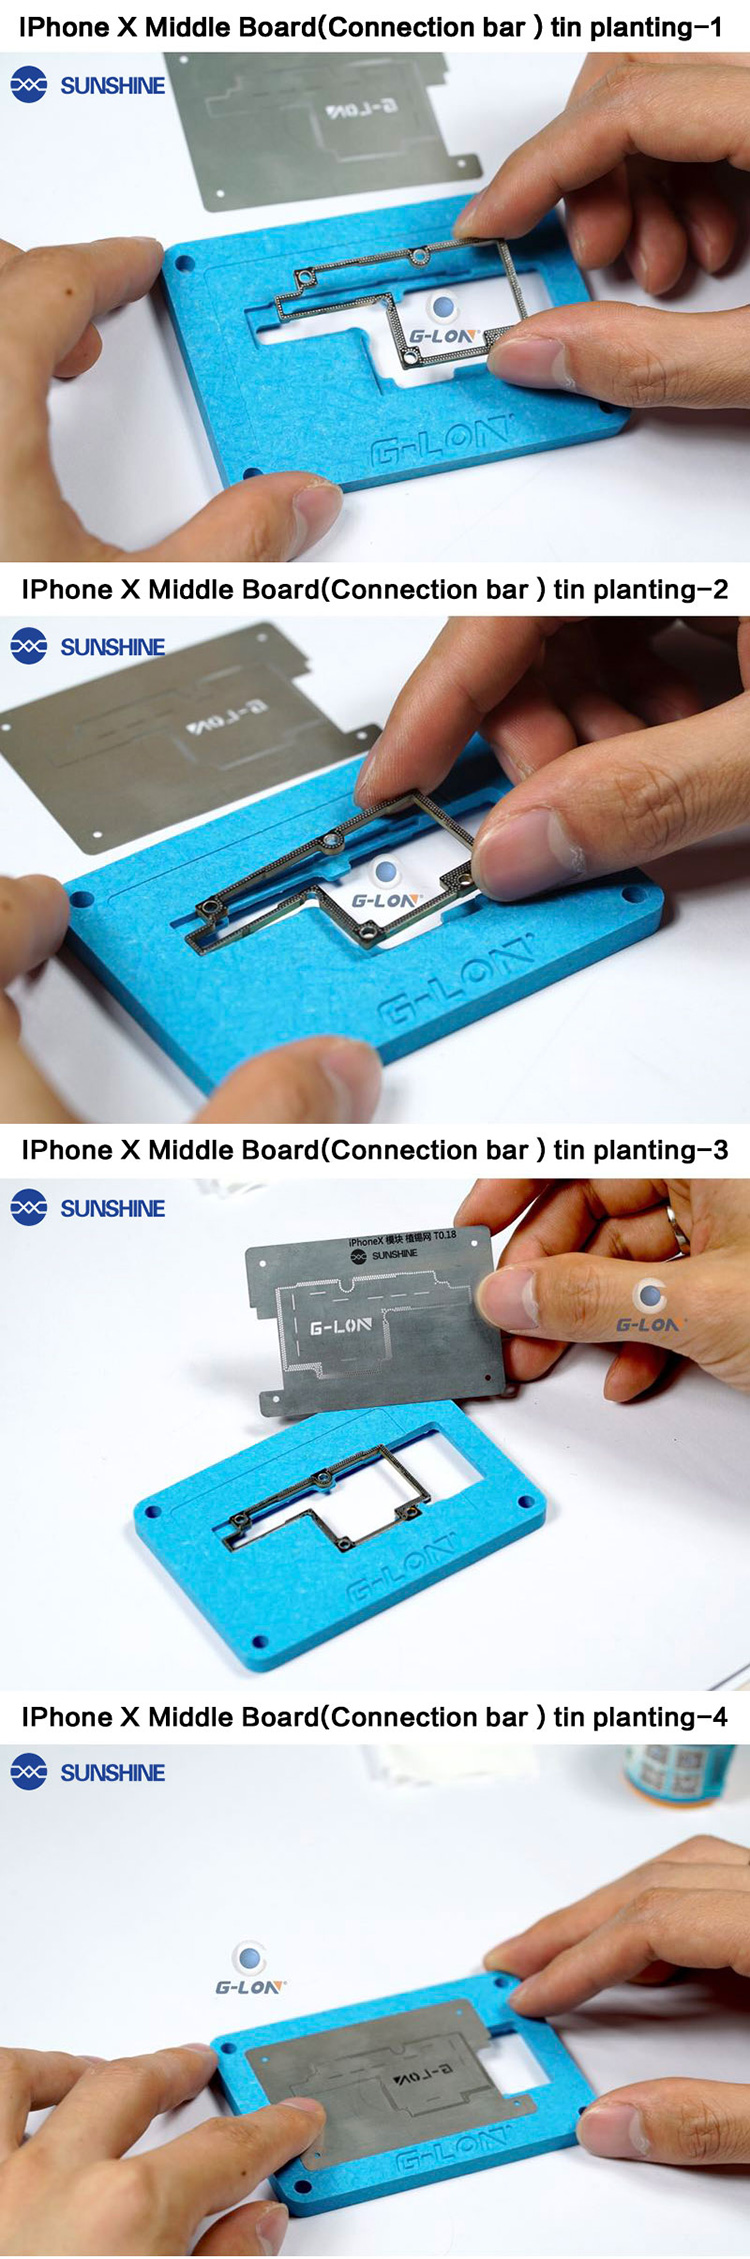 IPhone X Middle Board(Connection bar ) tin planting-1
SUNSHINE
G-LON
G-LON
G-LON
IPhone X Middle Board(Connection bar ) tin planting-2
SUNSHINE
G-LON
G-LON
G-LON
IPhone X Middle Board(Connection bar ) tin planting-3
SUNSHINE
iPhoneX 模块 植锡网 T0.18
SUNSHINE
G-LON
G-LON
G-LON
IPhone X Middle Board(Connection bar ) tin planting-4
SUNSHINE
G-LON
G-LON
G-LON